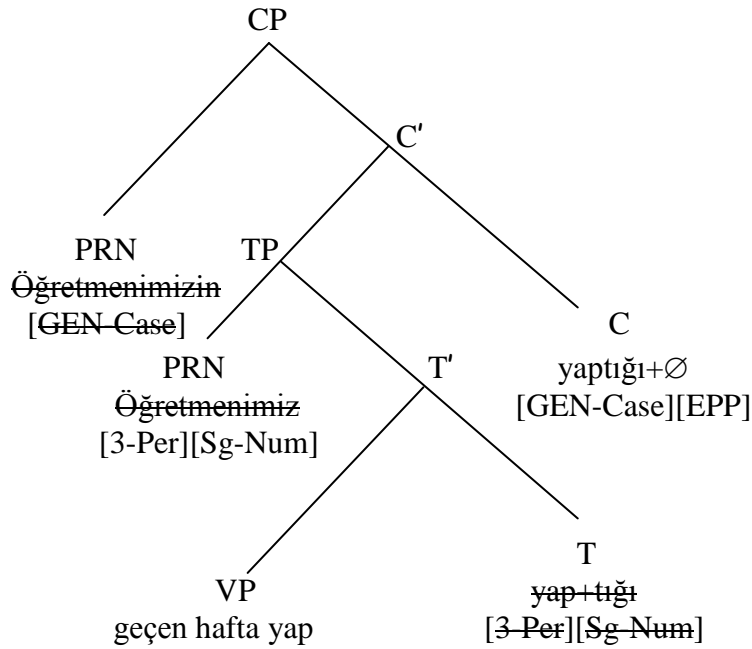 CP
C′
PRN
TP
Öğretmenimizin
[GEN-Case]
C
PRN
T′
yaptığı+∅
Öğretmenimiz
[GEN-Case][EPP]
[3-Per][Sg-Num]
T
VP
yap+tığı
geçen hafta yap
[3-Per][Sg-Num]